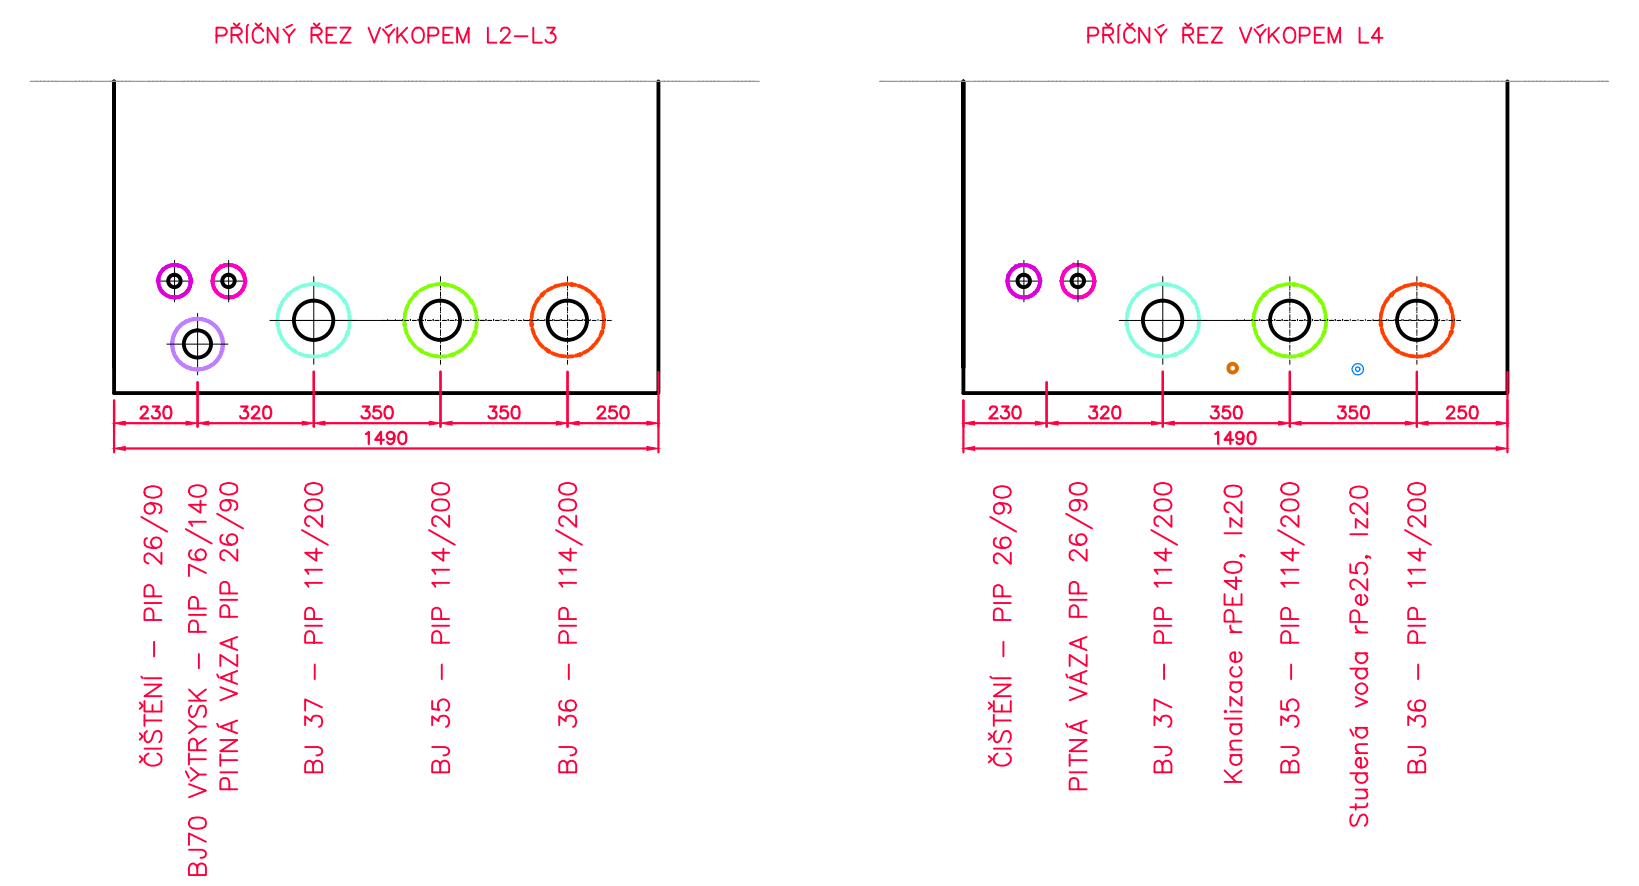 PŘÍČNÝ ŘEZ VÝKOPEM L2-L3
230
320
350
350
250
1490
ČIŠTĚNÍ - PIP 26/90
BJ70 VÝTRYSK - PIP 76/140
PITNÁ VÁZA PIP 26/90
BJ 37 - PIP 114/200
BJ 35 - PIP 114/200
BJ 36 - PIP 114/200
PŘÍČNÝ ŘEZ VÝKOPEM L4
230
320
350
350
250
1490
ČIŠTĚNÍ - PIP 26/90
PITNÁ VÁZA PIP 26/90
BJ 37 - PIP 114/200
Kanalizace rPE40, Iz20
BJ 35 - PIP 114/200
Studená voda rPe25, Iz20
BJ 36 - PIP 114/200